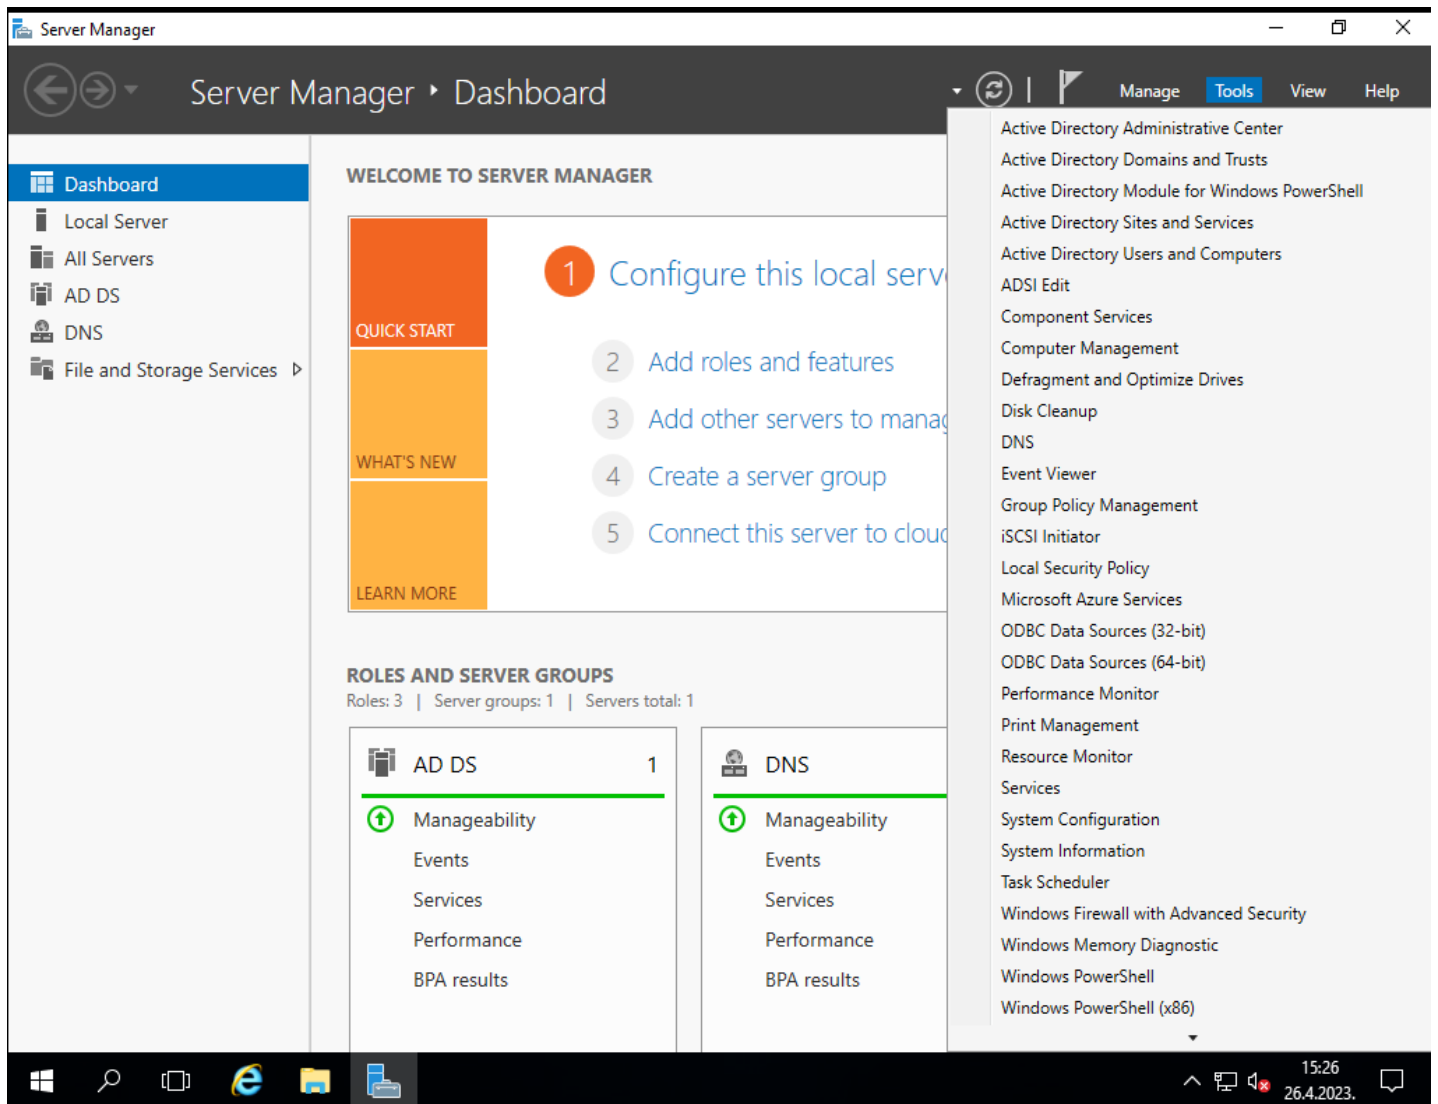 Server Manager
Server Manager ‣ Dashboard
Manage Tools View Help
Dashboard
Local Server
All Servers
AD DS
DNS
File and Storage Services
WELCOME TO SERVER MANAGER
QUICK START
WHAT'S NEW
LEARN MORE
1 Configure this local serv
2 Add roles and features
3 Add other servers to manag
4 Create a server group
5 Connect this server to cloud
ROLES AND SERVER GROUPS
Roles: 3 | Server groups: 1 | Servers total: 1
AD DS 1
Manageability
Events
Services
Performance
BPA results
DNS
Manageability
Events
Services
Performance
BPA results
Active Directory Administrative Center
Active Directory Domains and Trusts
Active Directory Module for Windows PowerShell
Active Directory Sites and Services
Active Directory Users and Computers
ADSI Edit
Component Services
Computer Management
Defragment and Optimize Drives
Disk Cleanup
DNS
Event Viewer
Group Policy Management
iSCSI Initiator
Local Security Policy
Microsoft Azure Services
ODBC Data Sources (32-bit)
ODBC Data Sources (64-bit)
Performance Monitor
Print Management
Resource Monitor
Services
System Configuration
System Information
Task Scheduler
Windows Firewall with Advanced Security
Windows Memory Diagnostic
Windows PowerShell
Windows PowerShell (x86)
15:26
26.4.2023.